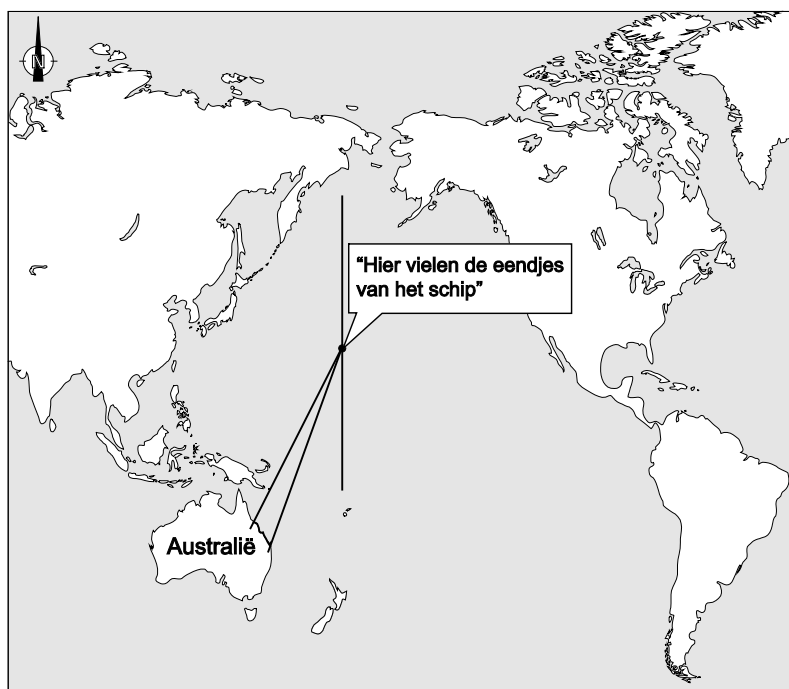 N
“Hier vielen de eendjes
van het schip”
Australië